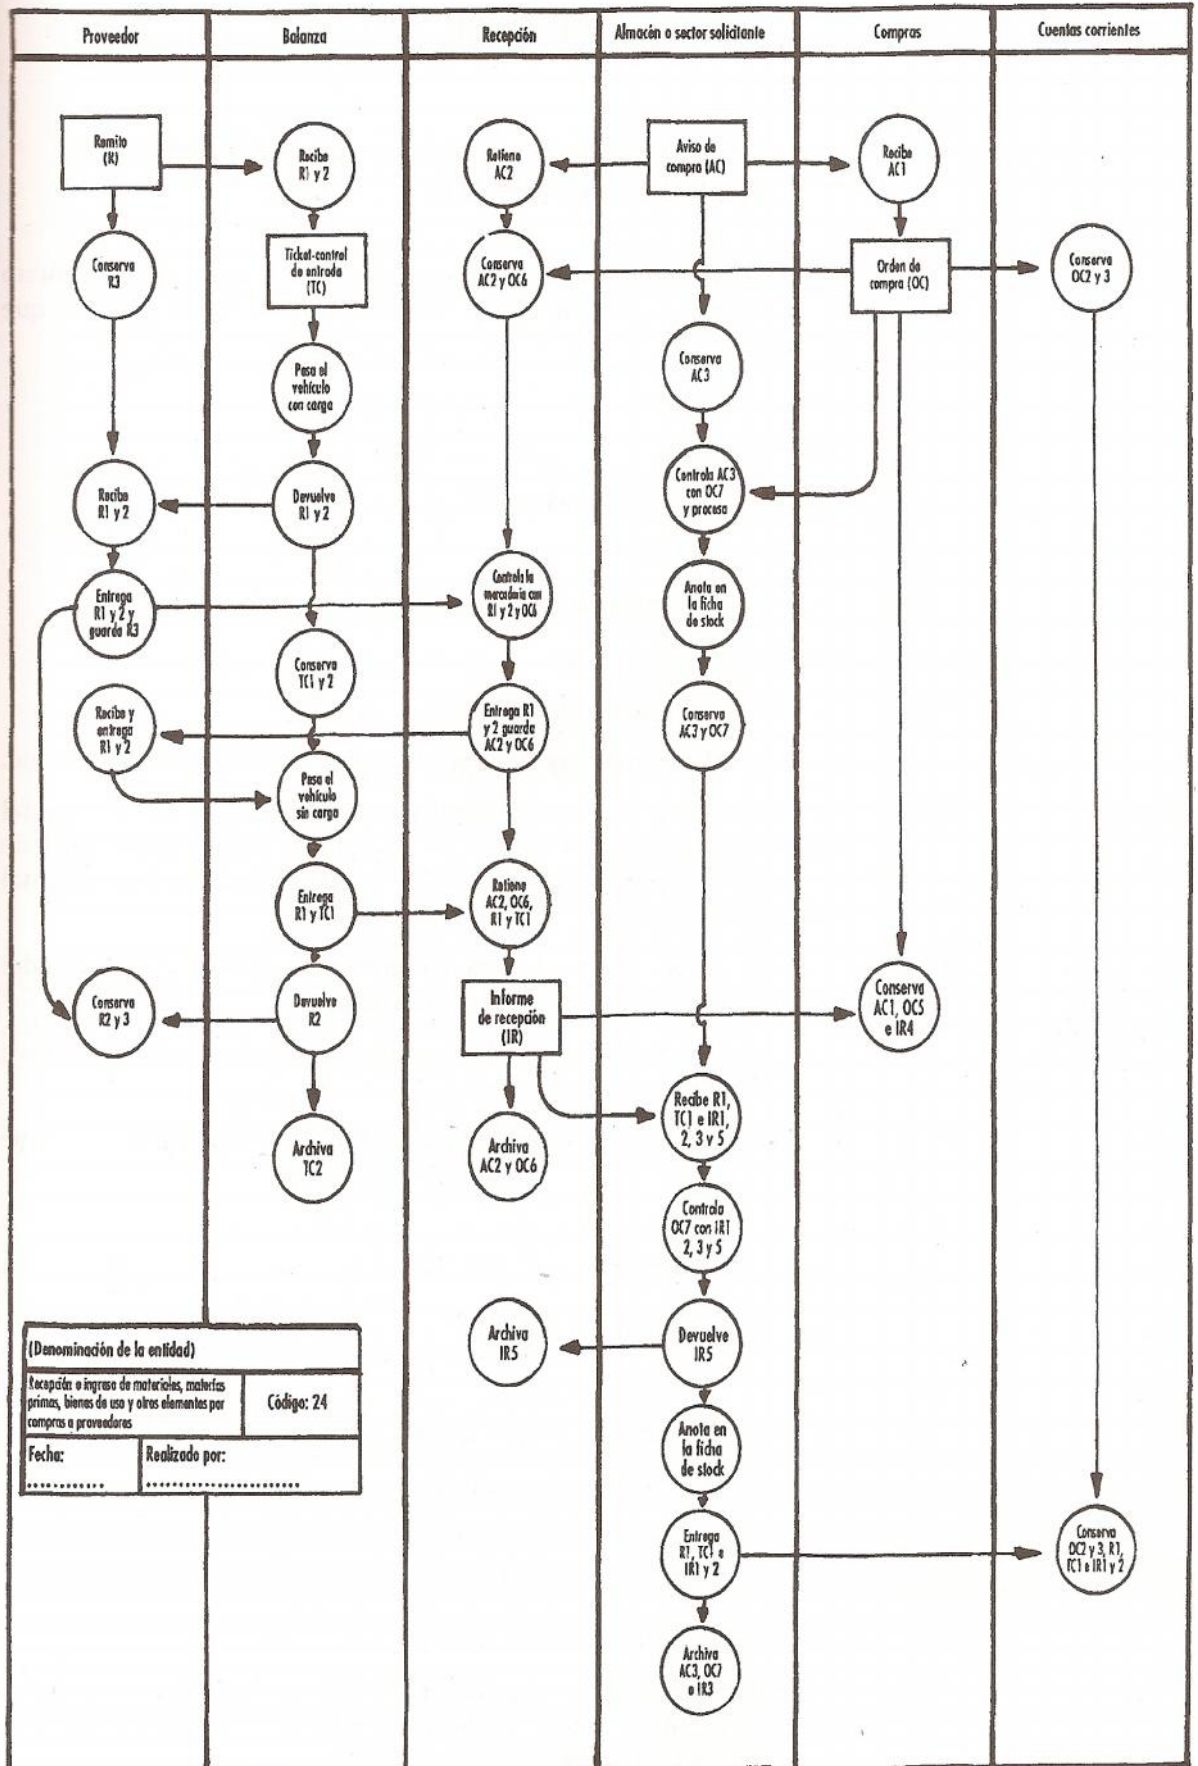 Proveedor
Balanza
Recepción
Almacén o sector solicitante
Compras
Cuentas corrientes
Remito
(R)
Conserva
R3
Recibe
R1 y 2
Entrega
R1 y 2 y
guarda R3
Recibe y
entrega
R1 y 2
Conserva
R2 y 3
Recibe
R1 y 2
Ticket-control
de entrada
(TC)
Pesa el
vehículo
con carga
Devuelve
R1 y 2
Conserva
TC1 y 2
Pesa el
vehículo
sin carga
Entrega
R1 y TC1
Devuelve
R2
Archiva
TC2
Retiene
AC2
Conserva
AC2 y OC6
Controla la
mercadería con
R1 y 2 y OC6
Entrega R1
y 2 guarda
AC2 y OC6
Retiene
AC2, OC6,
R1 y TC1
Informe
de recepción
(IR)
Archiva
AC2 y OC6
Archiva
IR5
Aviso de
compra (AC)
Conserva
AC3
Controla AC3
con OC7
y procesa
Anota en
la ficha
de stock
Conserva
AC3 y OC7
Recibe R1,
TC1 e IR1,
2, 3 y 5
Controla
OC7 con IR1
2, 3 y 5
Devuelve
IR5
Anota en
la ficha
de stock
Entrega
R1, TC1 e
IR1 y 2
Archiva
AC3, OC7
e IR3
Recibe
AC1
Orden de
compra (OC)
Conserva
AC1, OC5
e IR4
Conserva
OC2 y 3
Conserva
OC2 y 3, R1,
TC1 e IR1 y 2
(Denominación de la entidad)
Recepción e ingreso de materiales, materias
primas, bienes de uso y otros elementos por
compras a proveedores
Código: 24
Fecha:
............
Realizado por:
........................